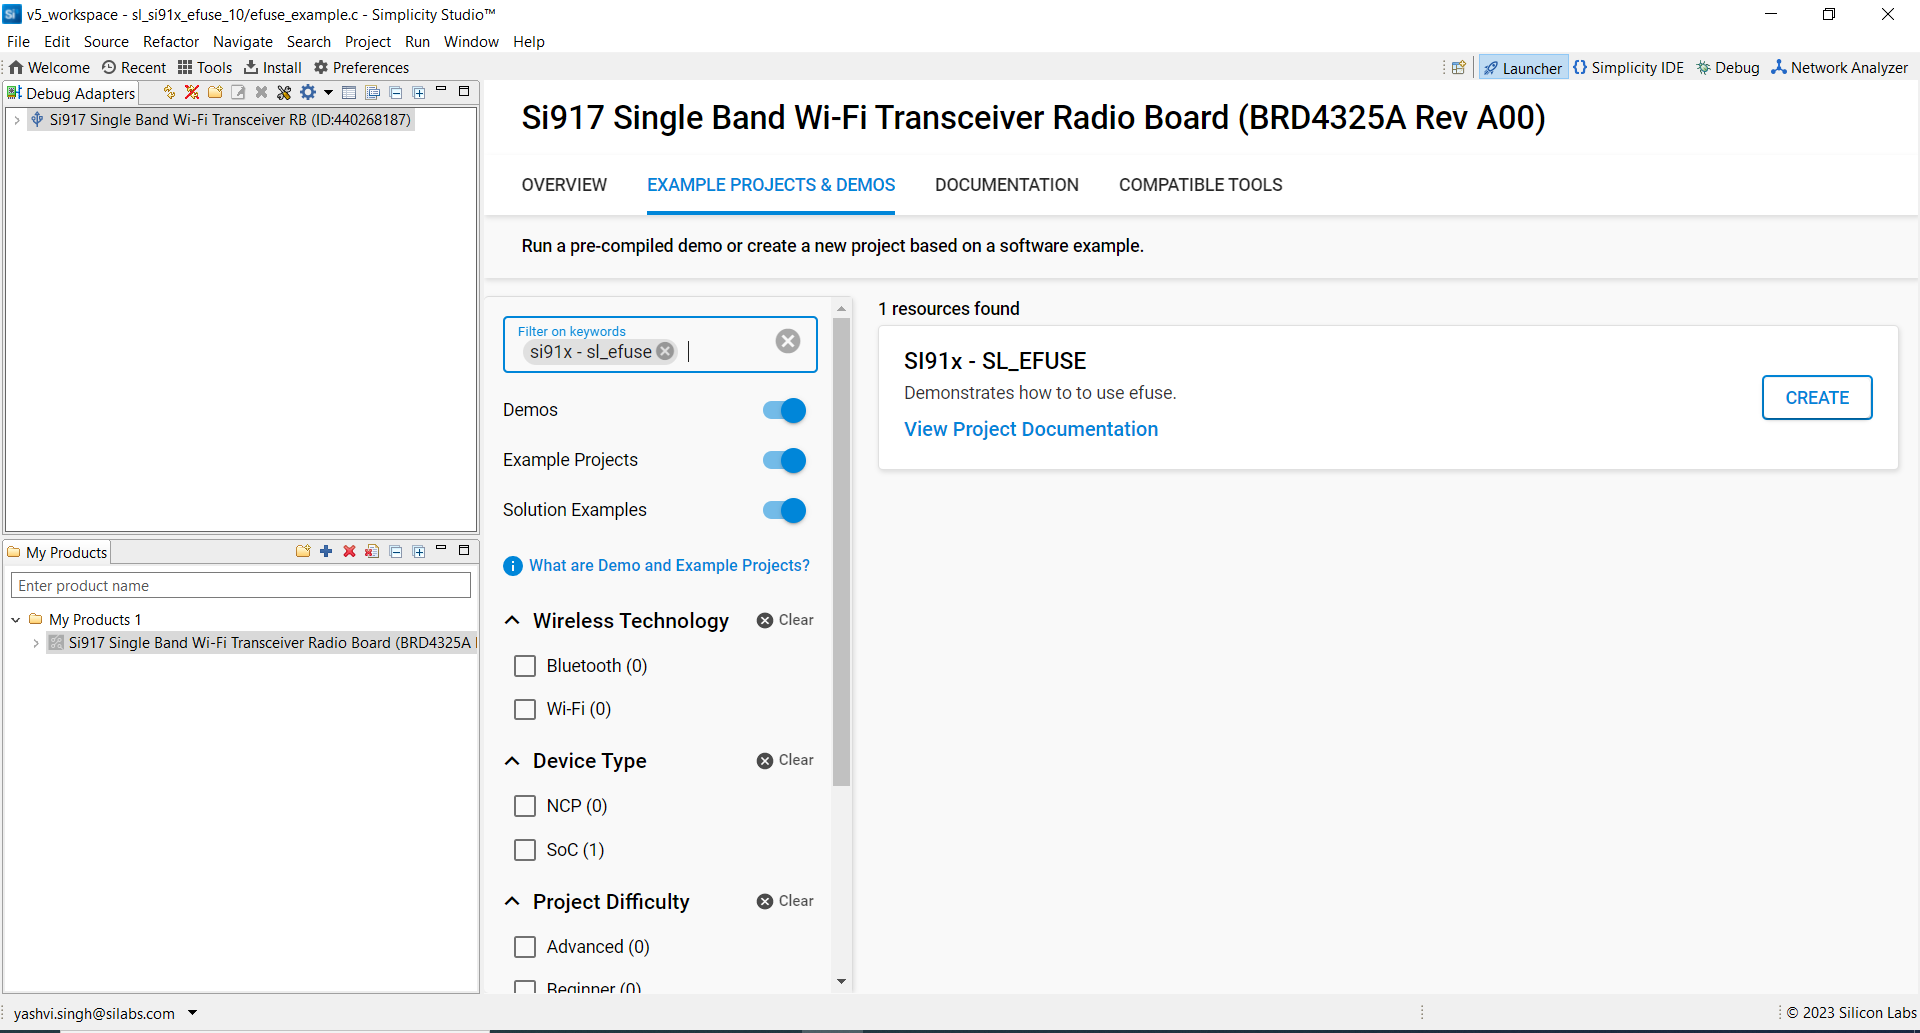 v5_workspace - sl_si91x_efuse_10/efuse_example.c - Simplicity Studio™
File Edit Source Refactor Navigate Search Project Run Window Help
Welcome Recent Tools Install Preferences
Launcher Simplicity IDE Debug Network Analyzer
Debug Adapters
Si917 Single Band Wi-Fi Transceiver RB (ID:440268187)
My Products
Enter product name
My Products 1
Si917 Single Band Wi-Fi Transceiver Radio Board (BRD4325A
Si917 Single Band Wi-Fi Transceiver Radio Board (BRD4325A Rev A00)
OVERVIEW EXAMPLE PROJECTS & DEMOS DOCUMENTATION COMPATIBLE TOOLS
Run a pre-compiled demo or create a new project based on a software example.
Filter on keywords
si91x - sl_efuse
Demos
Example Projects
Solution Examples
What are Demo and Example Projects?
Wireless Technology Clear
Bluetooth (0)
Wi-Fi (0)
Device Type Clear
NCP (0)
SoC (1)
Project Difficulty Clear
Advanced (0)
Beginner (0)
1 resources found
SI91x - SL_EFUSE
Demonstrates how to to use efuse.
View Project Documentation
CREATE
yashvi.singh@silabs.com
© 2023 Silicon Labs